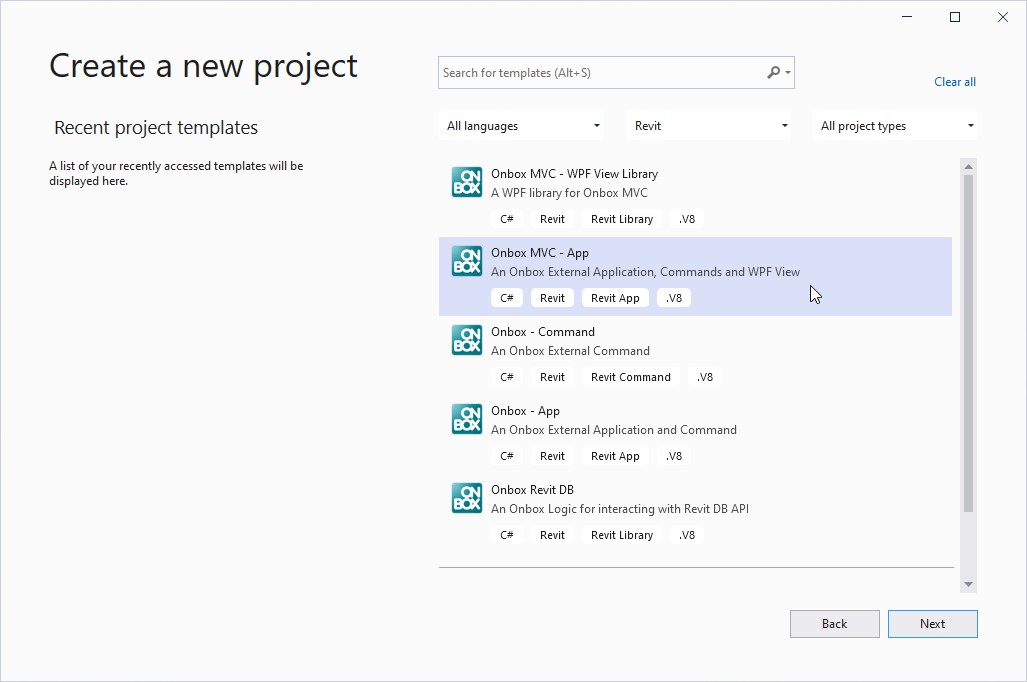 Create a new project
Search for templates (Alt+S)
Clear all
Recent project templates
All languages
Revit
All project types
A list of your recently accessed templates will be
displayed here.
ON
BOX
Onbox MVC - WPF View Library
A WPF library for Onbox MVC
C# Revit Revit Library .V8
ON
BOX
Onbox MVC - App
An Onbox External Application, Commands and WPF View
C# Revit Revit App .V8
ON
BOX
Onbox - Command
An Onbox External Command
C# Revit Revit Command .V8
ON
BOX
Onbox - App
An Onbox External Application and Command
C# Revit Revit App .V8
ON
BOX
Onbox Revit DB
An Onbox Logic for interacting with Revit DB API
C# Revit Revit Library .V8
Back
Next